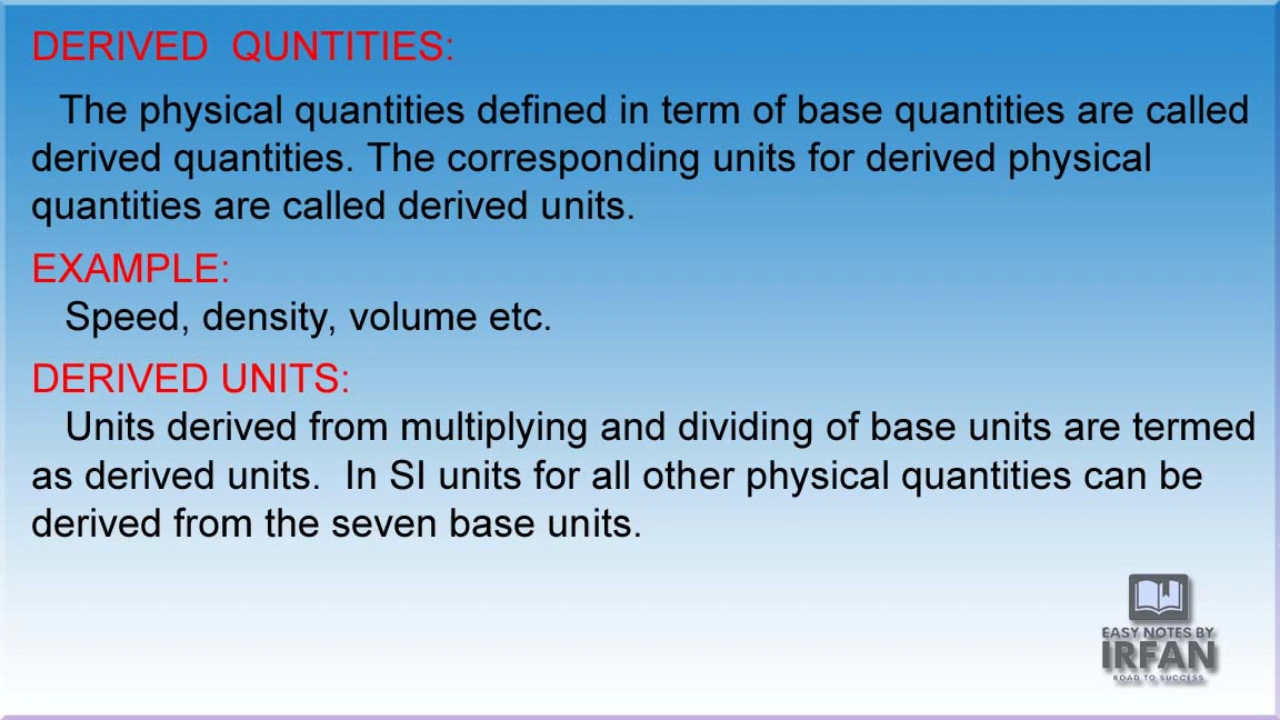 DERIVED QUNTITIES:
The physical quantities defined in term of base quantities are called
derived quantities. The corresponding units for derived physical
quantities are called derived units.
EXAMPLE:
Speed, density, volume etc.
DERIVED UNITS:
Units derived from multiplying and dividing of base units are termed
as derived units. In SI units for all other physical quantities can be
derived from the seven base units.
EASY NOTES BY
IRFAN
ROAD TO SUCCESS